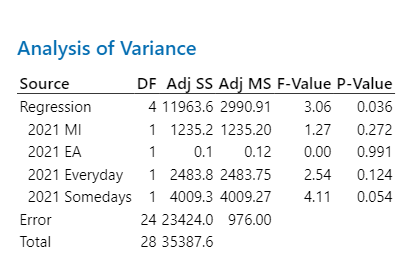 Analysis of Variance
Source DF Adj SS Adj MS F-Value P-Value
Regression 4 11963.6 2990.91 3.06 0.036
2021 MI 1 1235.2 1235.20 1.27 0.272
2021 EA 1 0.1 0.12 0.00 0.991
2021 Everyday 1 2483.8 2483.75 2.54 0.124
2021 Somedays 1 4009.3 4009.27 4.11 0.054
Error 24 23424.0 976.00
Total 28 35387.6